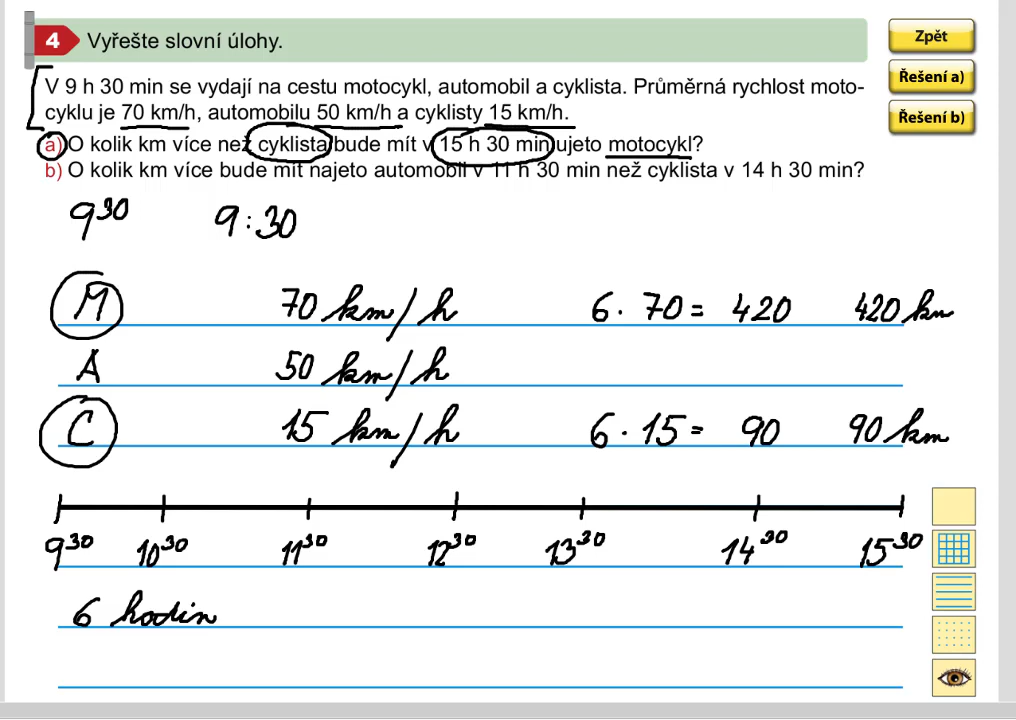 4 Vyřešte slovní úlohy.
Zpět
Řešení a)
Řešení b)
V 9 h 30 min se vydají na cestu motocykl, automobil a cyklista. Průměrná rychlost moto-
cyklu je 70 km/h, automobilu 50 km/h a cyklisty 15 km/h.
a) O kolik km více než cyklista bude mít v 15 h 30 min ujeto motocykl?
b) O kolik km více bude mít najeto automobil v 11 h 30 min než cyklista v 14 h 30 min?
9³⁰ 9:30
M 70 km/h 6 · 70 = 420 420 km
A 50 km/h
C 15 km/h 6 · 15 = 90 90 km
9³⁰ 10³⁰ 11³⁰ 12³⁰ 13³⁰ 14³⁰ 15³⁰
6 hodin